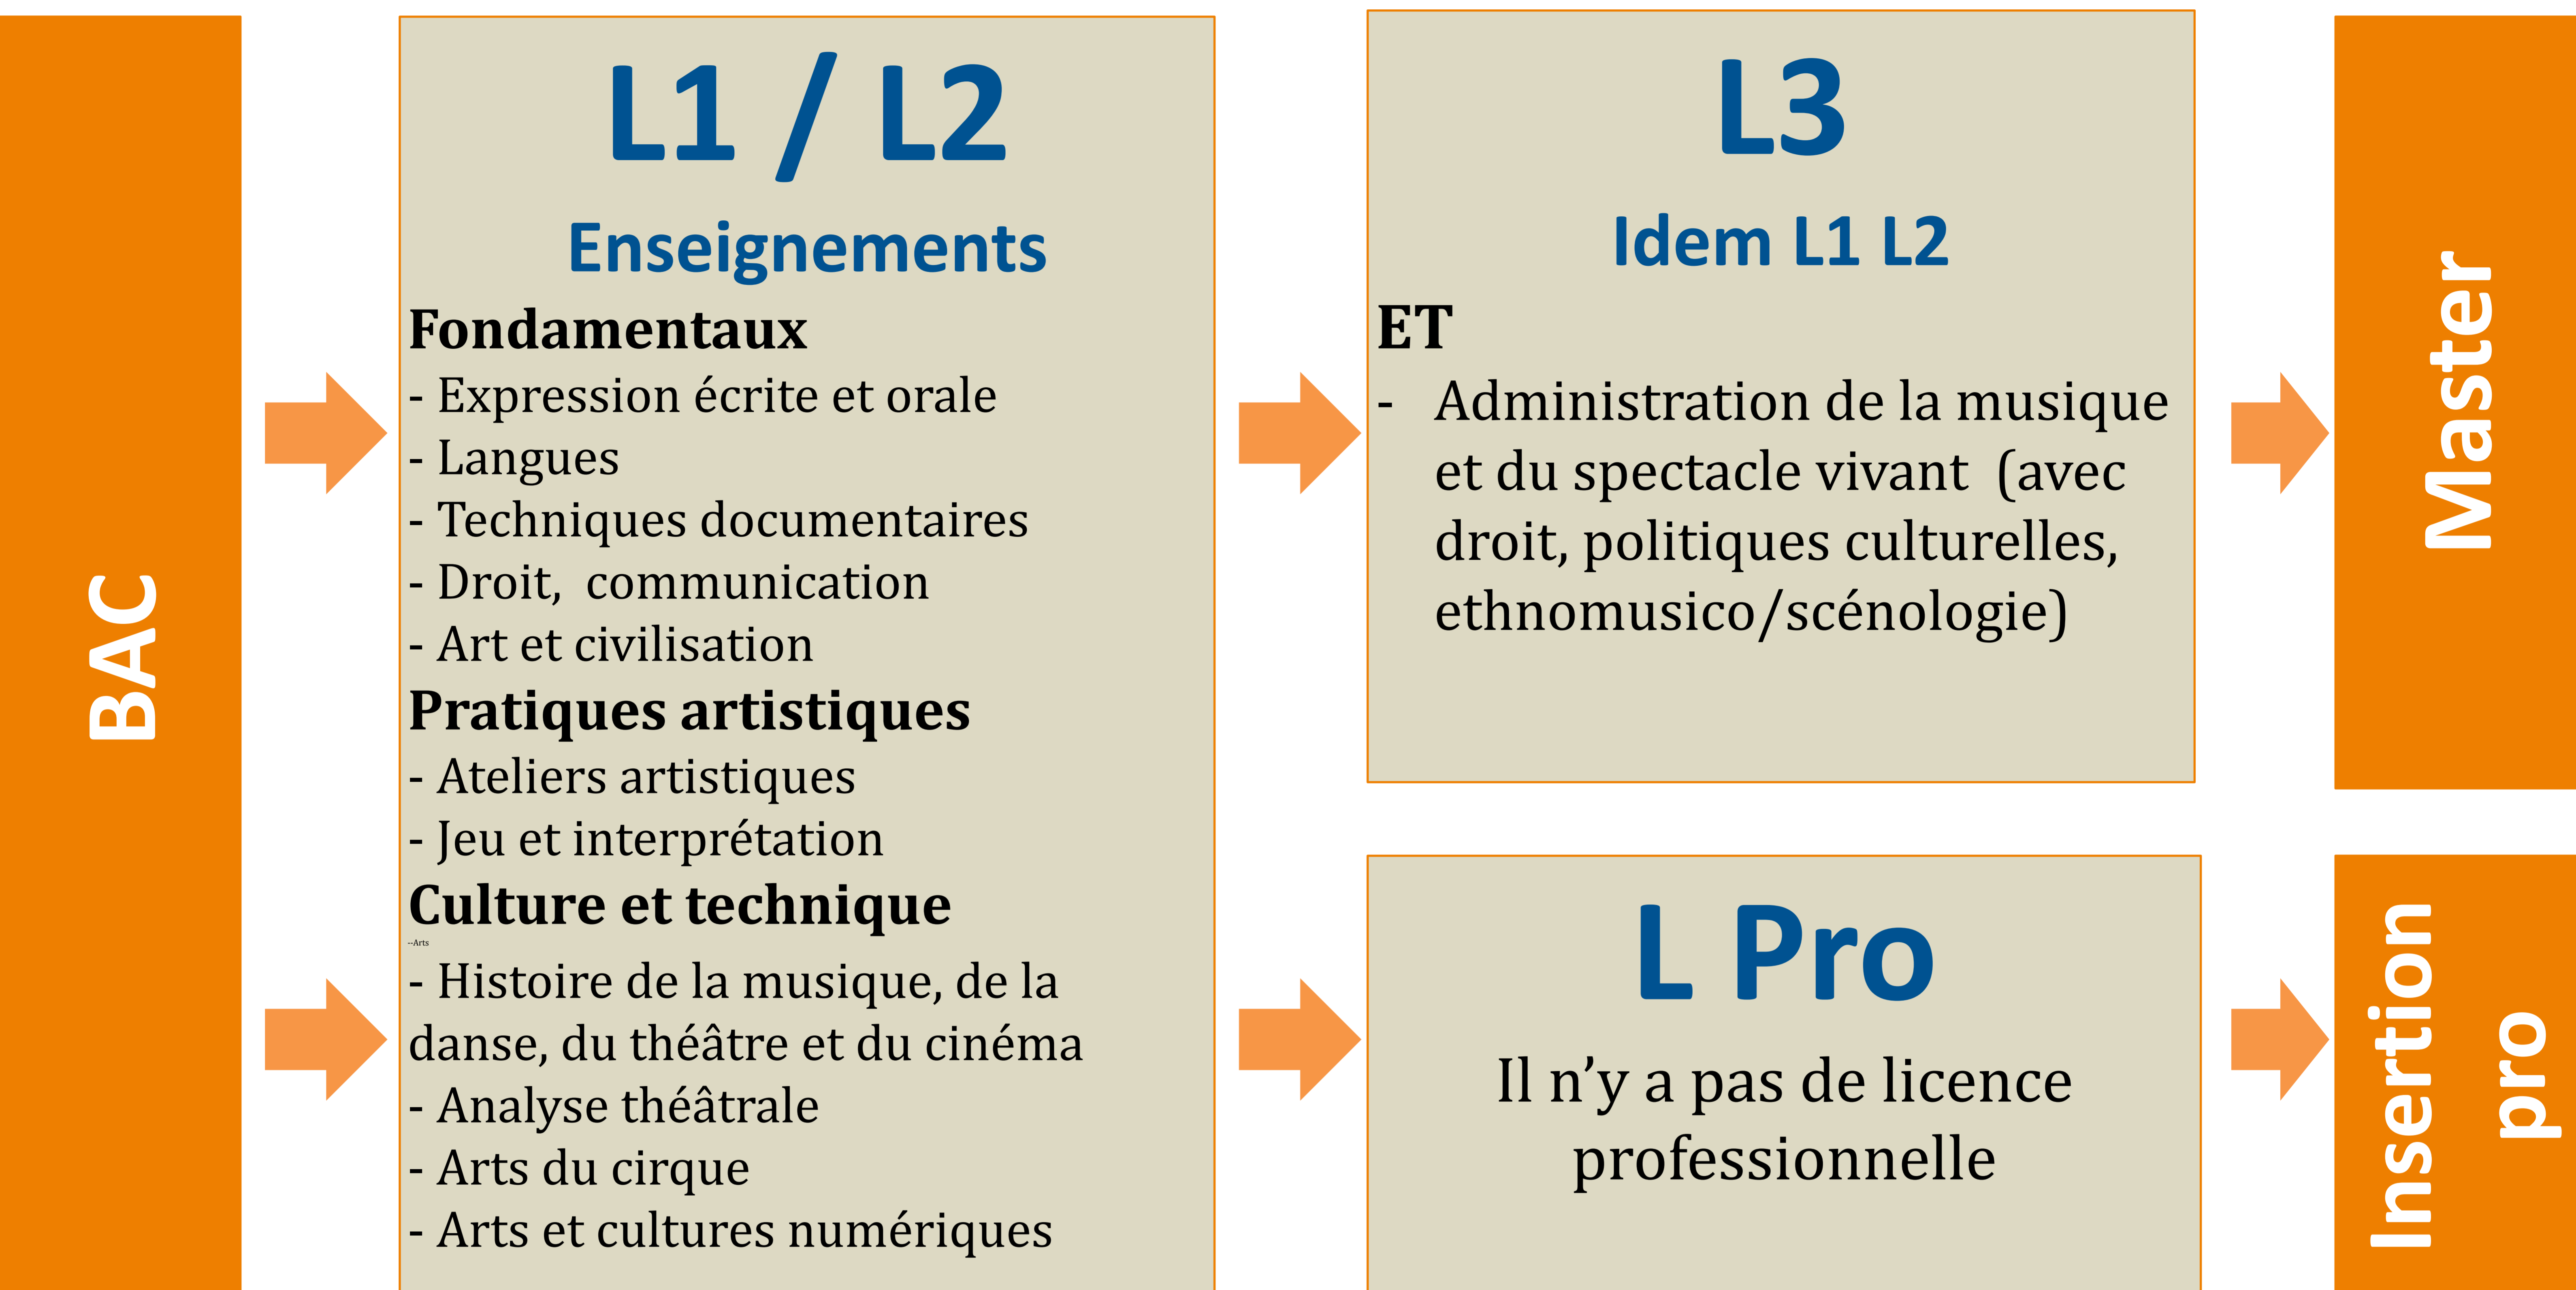 BAC
L1 / L2
Enseignements
Fondamentaux
- Expression écrite et orale
- Langues
- Techniques documentaires
- Droit,  communication
- Art et civilisation
Pratiques artistiques
- Ateliers artistiques
- Jeu et interprétation
Culture et technique
--Arts
- Histoire de la musique, de la
danse, du théâtre et du cinéma
- Analyse théâtrale
- Arts du cirque
- Arts et cultures numériques
L3
Idem L1 L2
ET
- Administration de la musique
et du spectacle vivant  (avec
droit, politiques culturelles,
ethnomusico/scénologie)
Master
L Pro
Il n’y a pas de licence
professionnelle
Insertion
pro